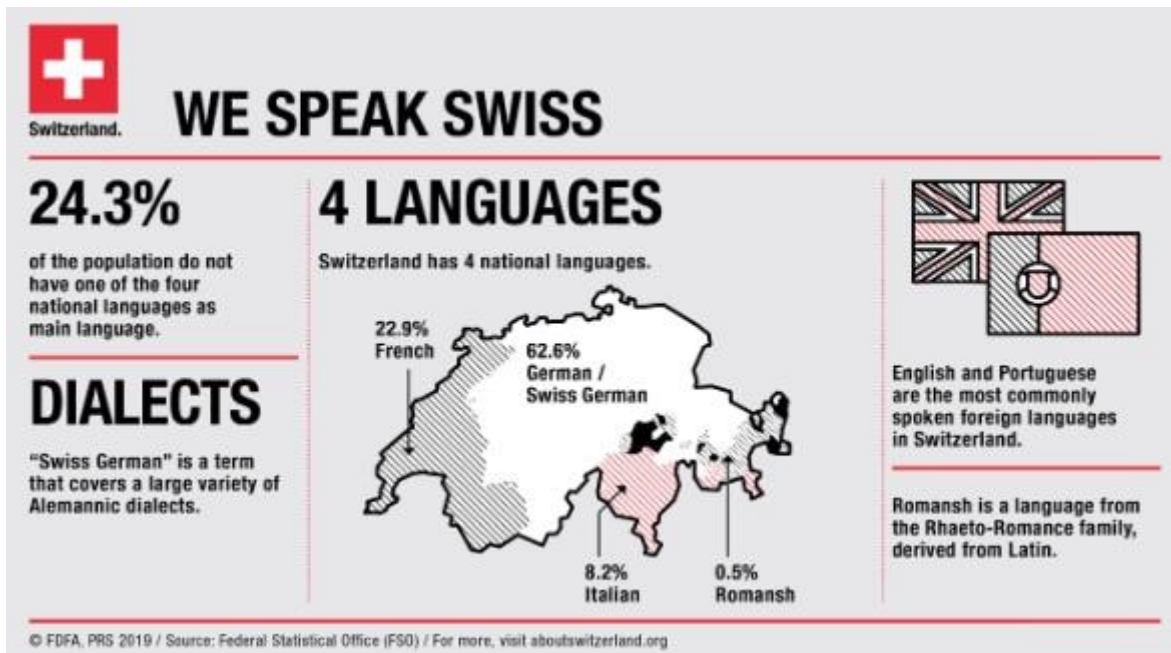 Switzerland.
WE SPEAK SWISS
24.3%
of the population do not
have one of the four
national languages as
main language.
DIALECTS
“Swiss German” is a term
that covers a large variety of
Alemannic dialects.
4 LANGUAGES
Switzerland has 4 national languages.
22.9%
French
62.6%
German /
Swiss German
8.2%
Italian
0.5%
Romansh
English and Portuguese
are the most commonly
spoken foreign languages
in Switzerland.
Romansh is a language from
the Rhaeto-Romance family,
derived from Latin.
© FDFA, PRS 2019 / Source: Federal Statistical Office (FSO) / For more, visit aboutswitzerland.org